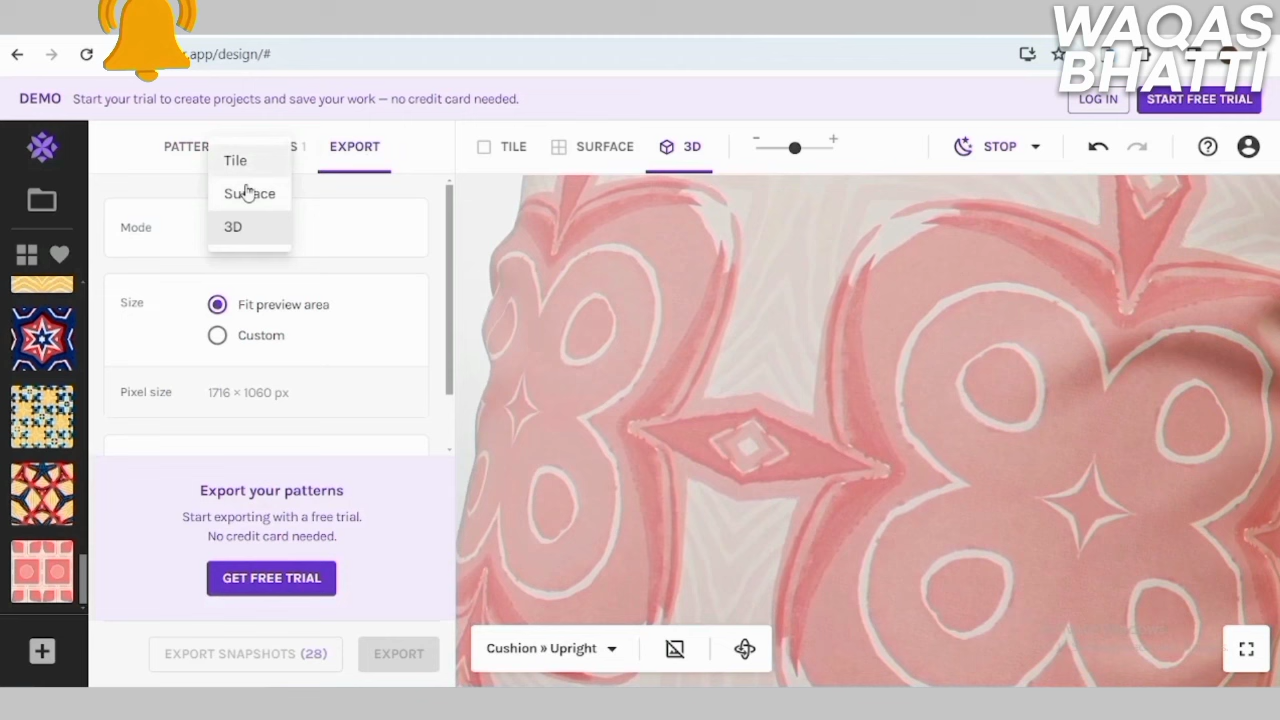 WAQAS
BHATTI
.app/design/#
DEMO Start your trial to create projects and save your work — no credit card needed.
LOG IN
START FREE TRIAL
EXPORT
TILE
SURFACE
3D
STOP
Tile
Surface
3D
Mode
Size
Fit preview area
Custom
Pixel size
1716 × 1060 px
Export your patterns
Start exporting with a free trial.
No credit card needed.
GET FREE TRIAL
EXPORT SNAPSHOTS (28)
EXPORT
Cushion » Upright